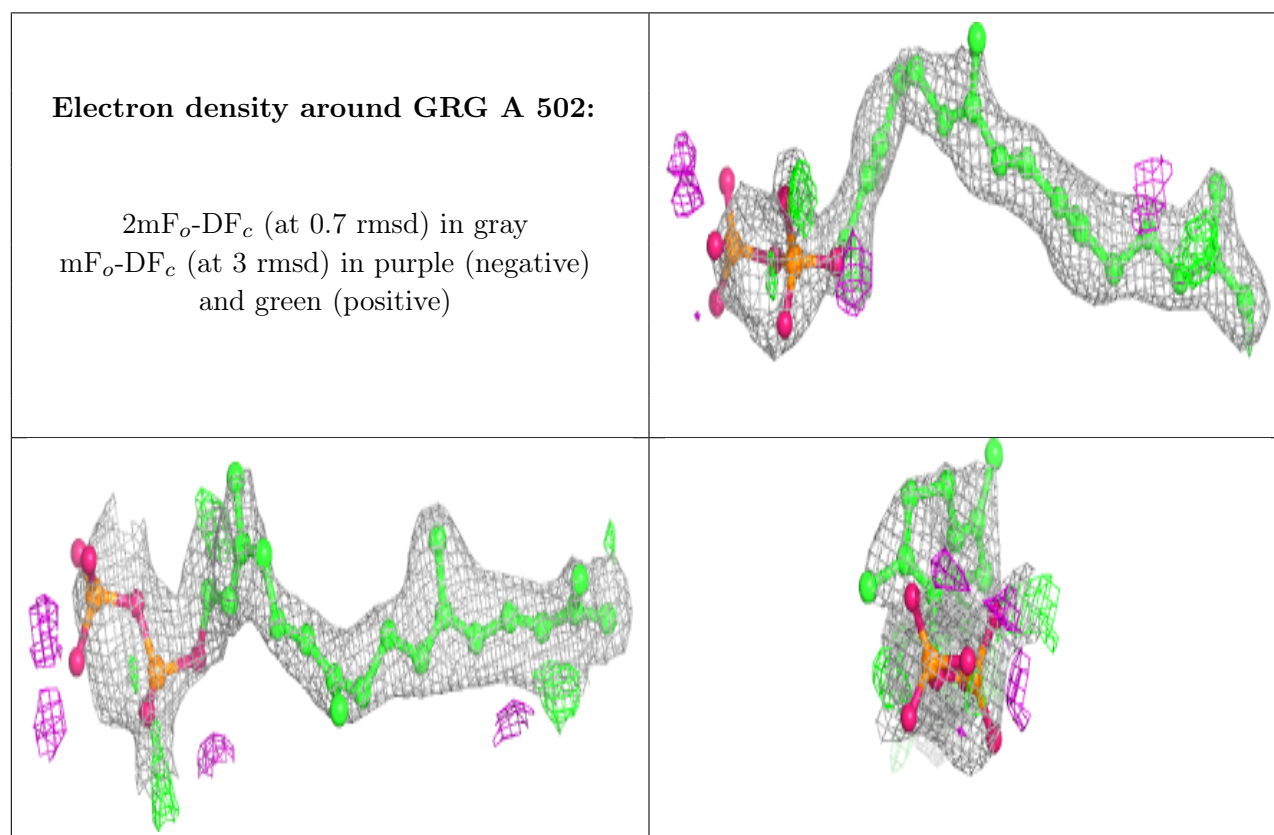 Electron density around GRG A 502:
2mFo-DFc (at 0.7 rmsd) in gray
mFo-DFc (at 3 rmsd) in purple (negative)
and green (positive)